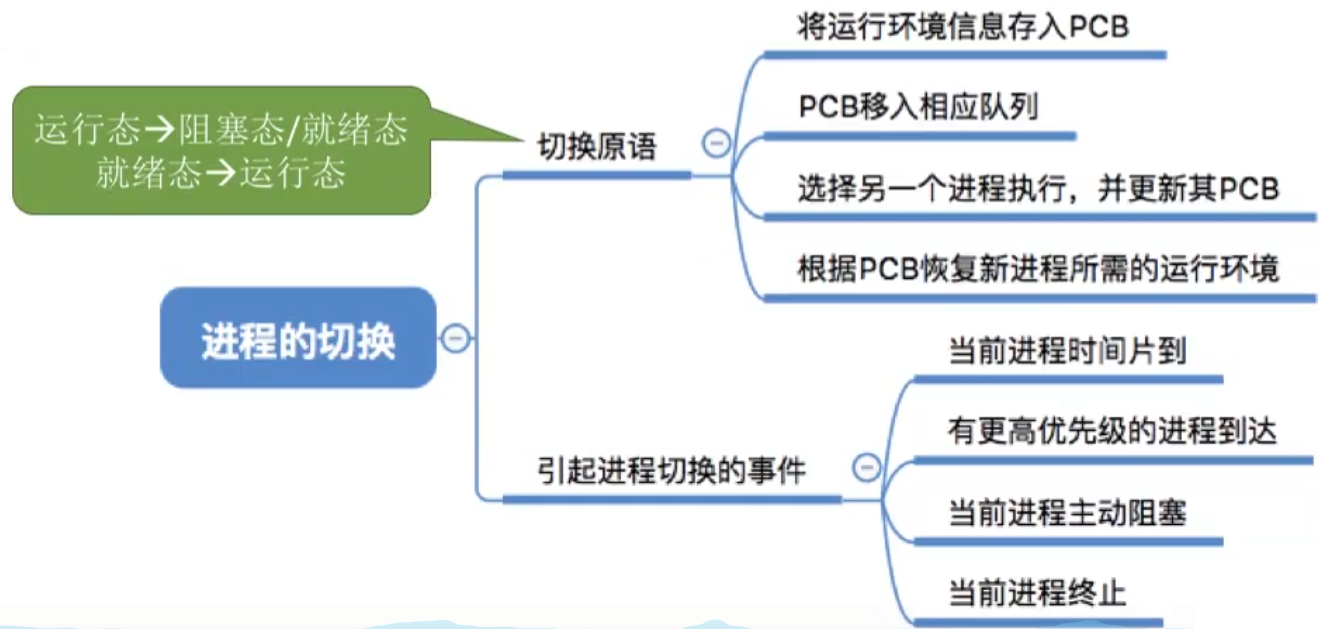 将运行环境信息存入PCB
PCB移入相应队列
运行态→阻塞态/就绪态
就绪态→运行态
切换原语
选择另一个进程执行，并更新其PCB
根据PCB恢复新进程所需的运行环境
进程的切换
当前进程时间片到
有更高优先级的进程到达
引起进程切换的事件
当前进程主动阻塞
当前进程终止